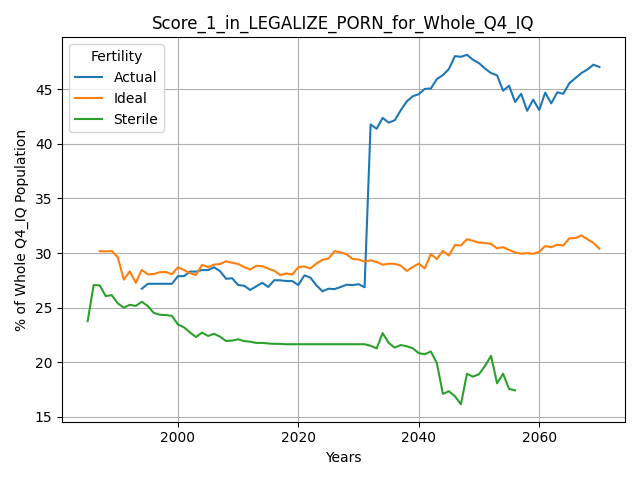 Score_1_in_LEGALIZE_PORN_for_Whole_Q4_IQ
Fertility
Actual
Ideal
Sterile
% of Whole Q4_IQ Population
45
40
35
30
25
20
15
2000 2020 2040 2060
Years